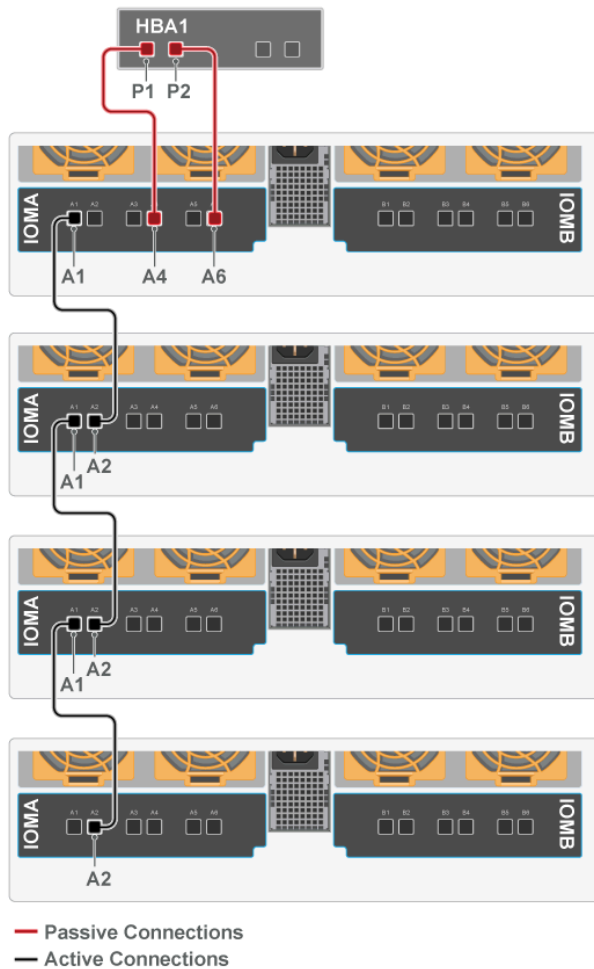 HBA1
P1 P2
IOMA A1 A2 A3 A4 A5 B1 B2 B3 B4 B5 B6 IOMB
A1 A4 A6
IOMA A1 A2 A3 A4 A5 A6 B1 B2 B3 B4 B5 B6 IOMB
A1 A2
IOMA A1 A2 A3 A4 A5 A6 B1 B2 B3 B4 B5 B6 IOMB
A1 A2
IOMA A1 A2 A3 A4 A5 A6 B1 B2 B3 B4 B5 B6 IOMB
A2
Passive Connections
Active Connections